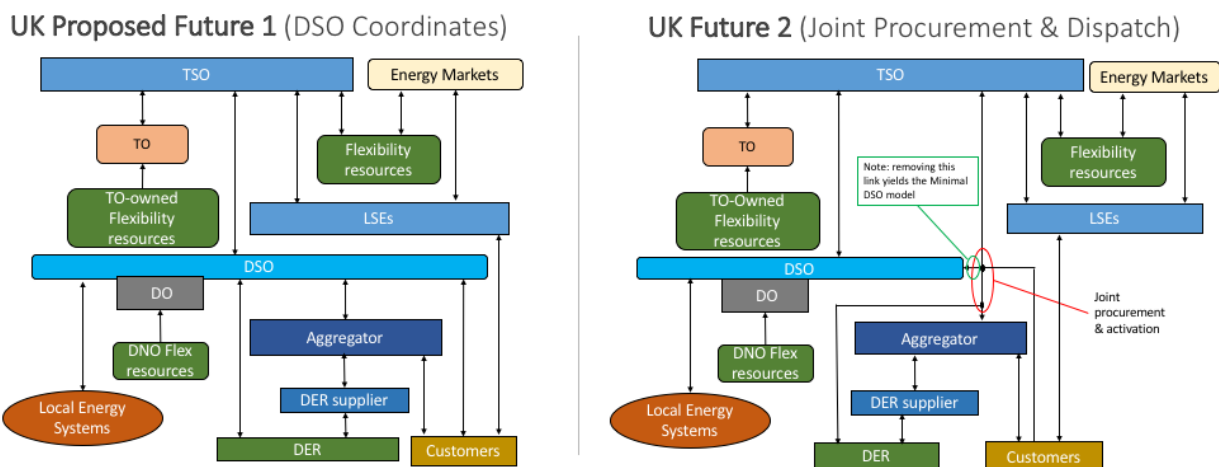 UK Proposed Future 1 (DSO Coordinates)
TSO
Energy Markets
TO
Flexibility
resources
TO-owned
Flexibility
resources
LSEs
DSO
DO
Aggregator
DNO Flex
resources
DER supplier
Local Energy
Systems
DER
Customers
UK Future 2 (Joint Procurement & Dispatch)
TSO
Energy Markets
TO
Flexibility
resources
Note: removing this
link yields the Minimal
DSO model
TO-Owned
Flexibility
resources
LSEs
DSO
DO
Joint
procurement
& activation
Aggregator
DNO Flex
resources
DER supplier
Local Energy
Systems
DER
Customers